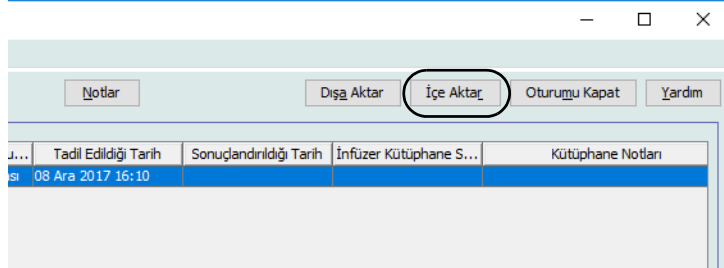 Notlar Dışa Aktar İçe Aktar Oturumu Kapat Yardım
u... Tadil Edildiği Tarih Sonuçlandırıldığı Tarih İnfüzer Kütüphane S... Kütüphane Notları
ısı 08 Ara 2017 16:10